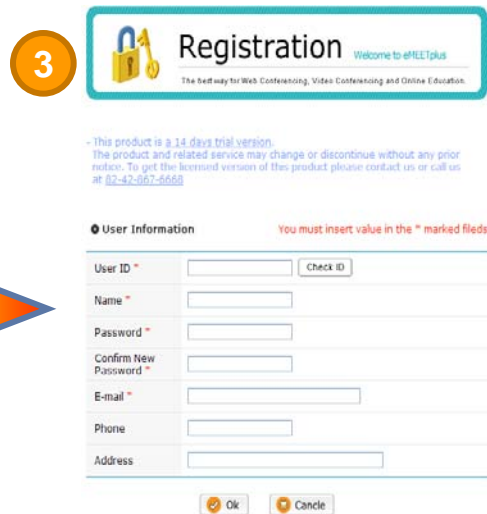 3
Registration Welcome to eMEETplus
The best way for Web Conferencing, Video Conferencing and Online Education.
- This product is a 14 days trial version.
The product and related service may change or discontinue without any prior
notice. To get the licensed version of this product please contact us or call us
at 82-42-867-6668
User Information You must insert value in the * marked fileds
User ID * Check ID
Name *
Password *
Confirm New
Password *
E-mail *
Phone
Address
Ok Cancle